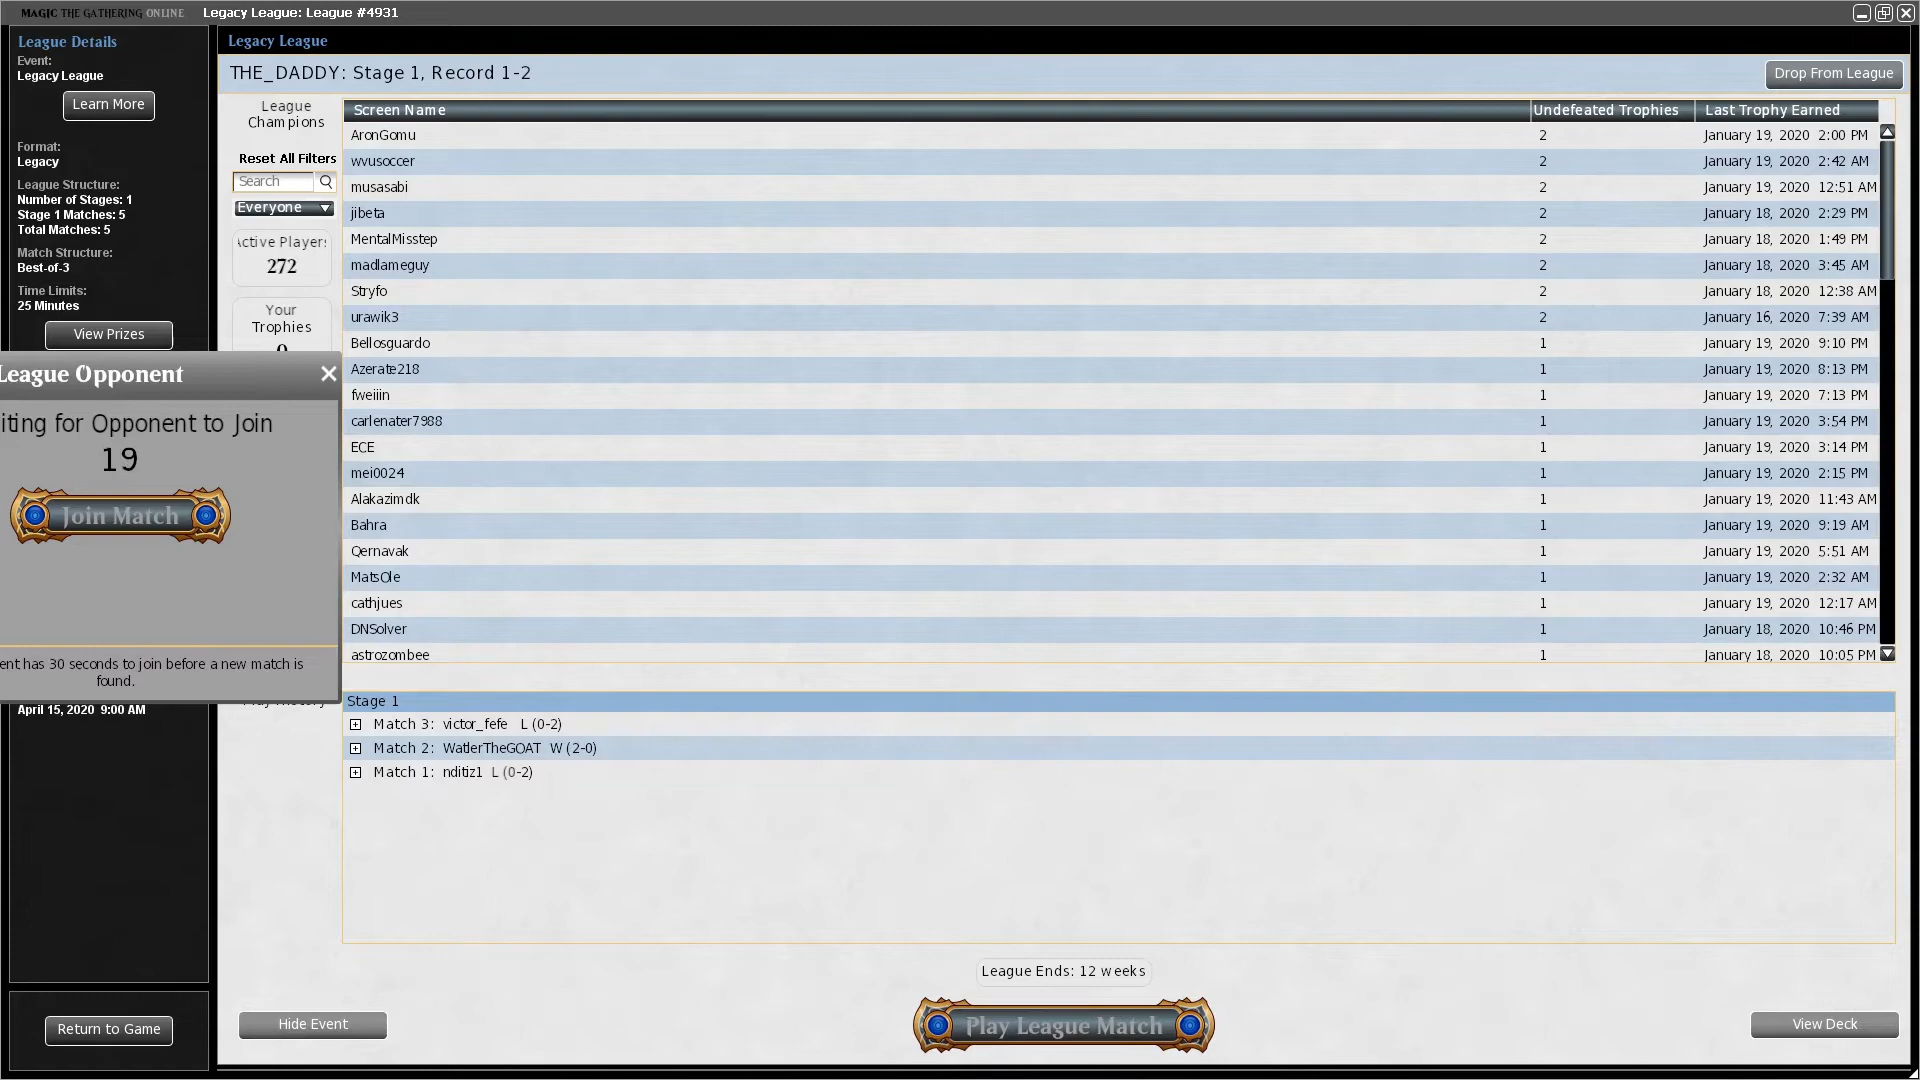 MAGIC THE GATHERING ONLINE
Legacy League: League #4931
League Details
Event:
Legacy League
Learn More
Format:
Legacy
League Structure:
Number of Stages: 1
Stage 1 Matches: 5
Total Matches: 5
Match Structure:
Best-of-3
Time Limits:
25 Minutes
View Prizes
League Opponent
iting for Opponent to Join
19
Join Match
ent has 30 seconds to join before a new match is
found.
April 15, 2020 9:00 AM
Return to Game
Legacy League
THE_DADDY: Stage 1, Record 1-2
Drop From League
League
Champions
Reset All Filters
Search
Everyone
Active Players
272
Your
Trophies
0
Screen Name Undefeated Trophies Last Trophy Earned
AronGomu 2 January 19, 2020 2:00 PM
wvusoccer 2 January 19, 2020 2:42 AM
musasabi 2 January 19, 2020 12:51 AM
jibeta 2 January 18, 2020 2:29 PM
MentalMisstep 2 January 18, 2020 1:49 PM
madlameguy 2 January 18, 2020 3:45 AM
Stryfo 2 January 18, 2020 12:38 AM
urawik3 2 January 16, 2020 7:39 AM
Bellosguardo 1 January 19, 2020 9:10 PM
Azerate218 1 January 19, 2020 8:13 PM
fweiiin 1 January 19, 2020 7:13 PM
carlenater7988 1 January 19, 2020 3:54 PM
ECE 1 January 19, 2020 3:14 PM
mei0024 1 January 19, 2020 2:15 PM
Alakazimdk 1 January 19, 2020 11:43 AM
Bahra 1 January 19, 2020 9:19 AM
Qernavak 1 January 19, 2020 5:51 AM
MatsOle 1 January 19, 2020 2:32 AM
cathjues 1 January 19, 2020 12:17 AM
DNSolver 1 January 18, 2020 10:46 PM
astrozombee 1 January 18, 2020 10:05 PM
Stage 1
Match 3: victor_fefe L (0-2)
Match 2: WatlerTheGOAT W (2-0)
Match 1: nditiz1 L (0-2)
League Ends: 12 weeks
Hide Event
Play League Match
View Deck